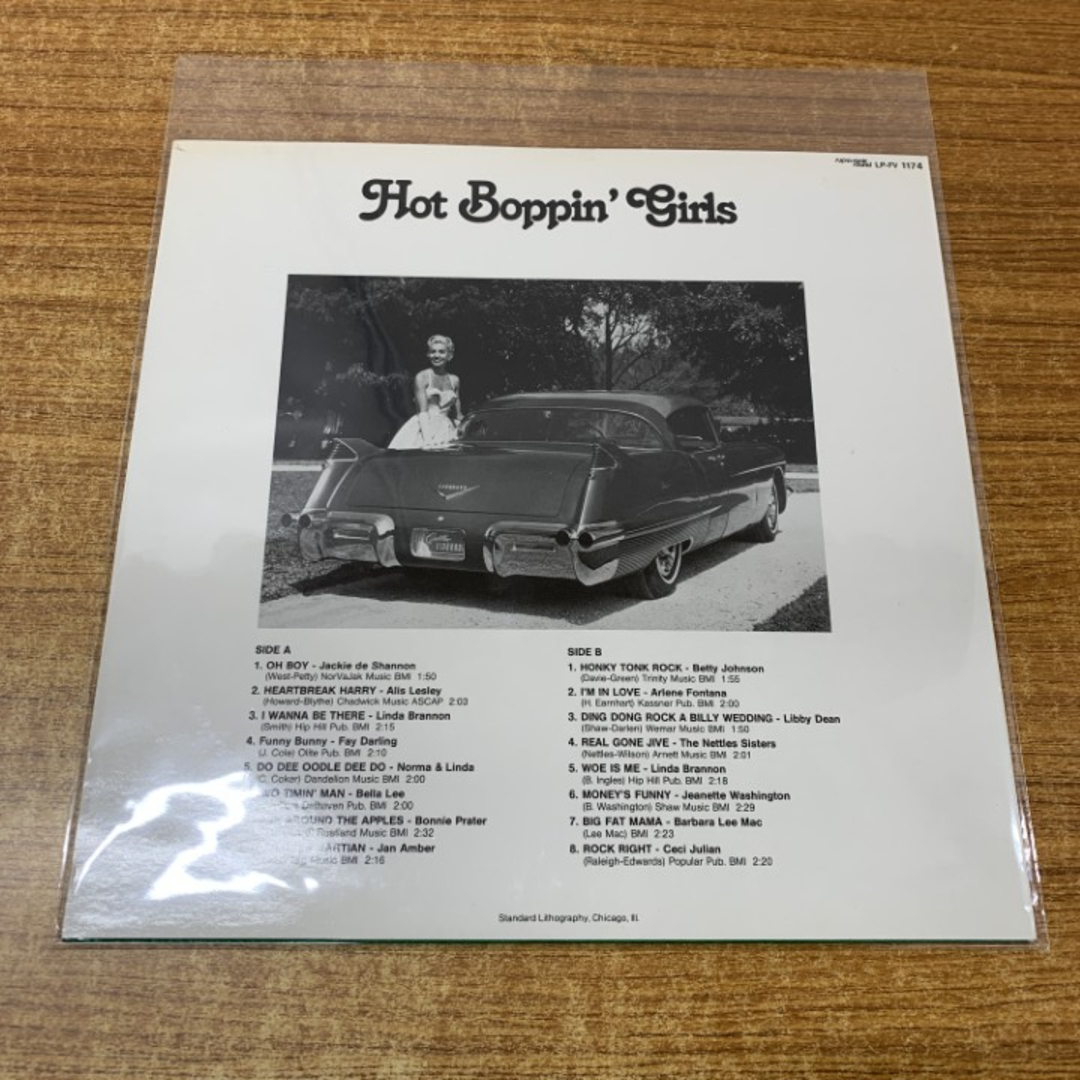 LP-FV 1174
Hot Boppin' Girls
SIDE A
1. OH BOY - Jackie de Shannon
(West-Petty) NorVaJak Music BMI 1:50
2. HEARTBREAK HARRY - Alis Lesley
(Howard-Blythe) Chadwick Music ASCAP 2:03
3. I WANNA BE THERE - Linda Brannon
(Smith) Hip Hill Pub. BMI 2:15
4. Funny Bunny - Fay Darling
(J. Cole) Olite Pub. BMI 2:10
5. DO DEE OODLE DEE DO - Norma & Linda
C. Coker) Dandelion Music BMI 2:00
TIMIN' MAN - Bella Lee
Pub. BMI 2:00
AROUND THE APPLES - Bonnie Prater
Music BMI 2:32
- Jan Amber
Music BMI 2:16
SIDE B
1. HONKY TONK ROCK - Betty Johnson
(Davie-Green) Trinity Music BMI 1:55
2. I'M IN LOVE - Arlene Fontana
(H. Earnhart) Kassner Pub. BMI 2:00
3. DING DONG ROCK A BILLY WEDDING - Libby Dean
(Shaw-Darlen) Wemar Music BMI 1:50
4. REAL GONE JIVE - The Nettles Sisters
(Nettles-Wilson) Arnett Music BMI 2:01
5. WOE IS ME - Linda Brannon
(B. Ingles) Hip Hill Pub. BMI 2:18
6. MONEY'S FUNNY - Jeanette Washington
(B. Washington) Shaw Music BMI 2:29
7. BIG FAT MAMA - Barbara Lee Mac
(Lee Mac) BMI 2:23
8. ROCK RIGHT - Ceci Julian
(Raleigh-Edwards) Popular Pub. BMI 2:20
Standard Lithography, Chicago, Ill.